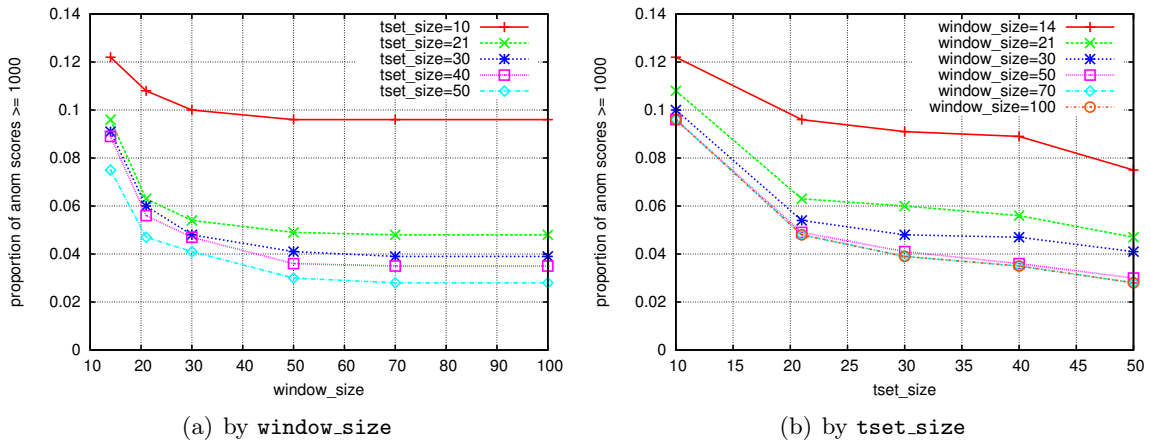 proportion of anom scores >= 1000
0.14
0.12
0.1
0.08
0.06
0.04
0.02
0
10 20 30 40 50 60 70 80 90 100
window_size
tset_size=10
tset_size=21
tset_size=30
tset_size=40
tset_size=50
(a) by window_size
proportion of anom scores >= 1000
0.14
0.12
0.1
0.08
0.06
0.04
0.02
0
10 15 20 25 30 35 40 45 50
tset_size
window_size=14
window_size=21
window_size=30
window_size=50
window_size=70
window_size=100
(b) by tset_size